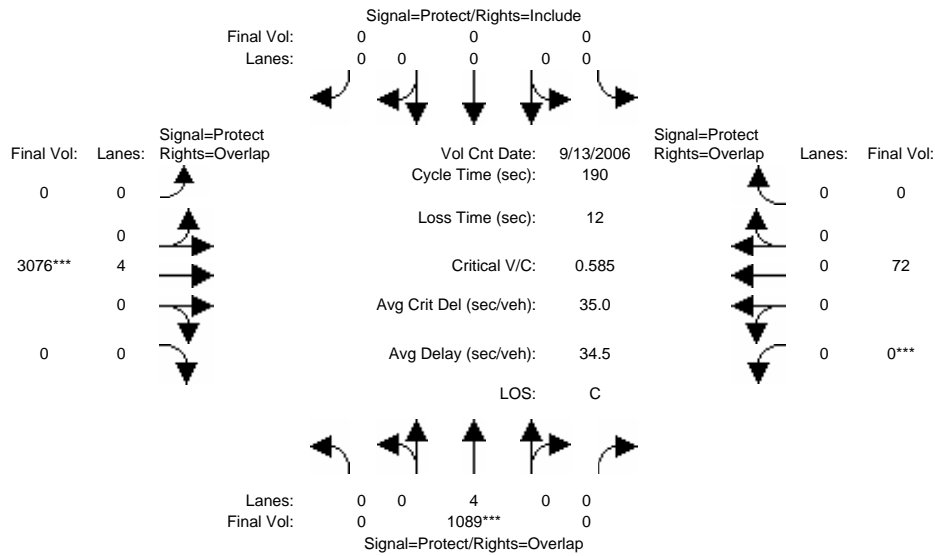 Signal=Protect/Rights=Include
Final Vol: 0 0 0
Lanes: 0 0 0 0 0
Signal=Protect
Final Vol: Lanes: Rights=Overlap
Vol Cnt Date: 9/13/2006
Signal=Protect
Rights=Overlap Lanes: Final Vol:
Cycle Time (sec): 190
0 0
0 0
Loss Time (sec): 12
0
0
3076*** 4
Critical V/C: 0.585
0 72
0
Avg Crit Del (sec/veh): 35.0
0
0 0
Avg Delay (sec/veh): 34.5
0 0***
LOS: C
Lanes: 0 0 4 0 0
Final Vol: 0 1089*** 0
Signal=Protect/Rights=Overlap